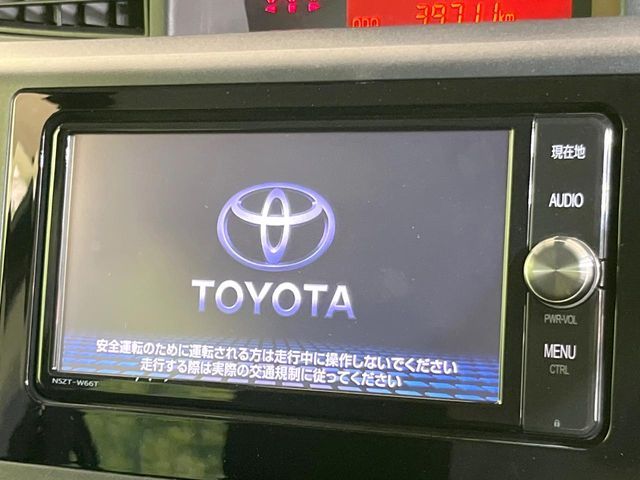 ODO 39711km
現在地
AUDIO
TOYOTA
PWR-VOL
安全運転のために運転される方は走行中に操作しないでください
走行する際は実際の交通規制に従ってください
MENU
CTRL
NSZT-W66T